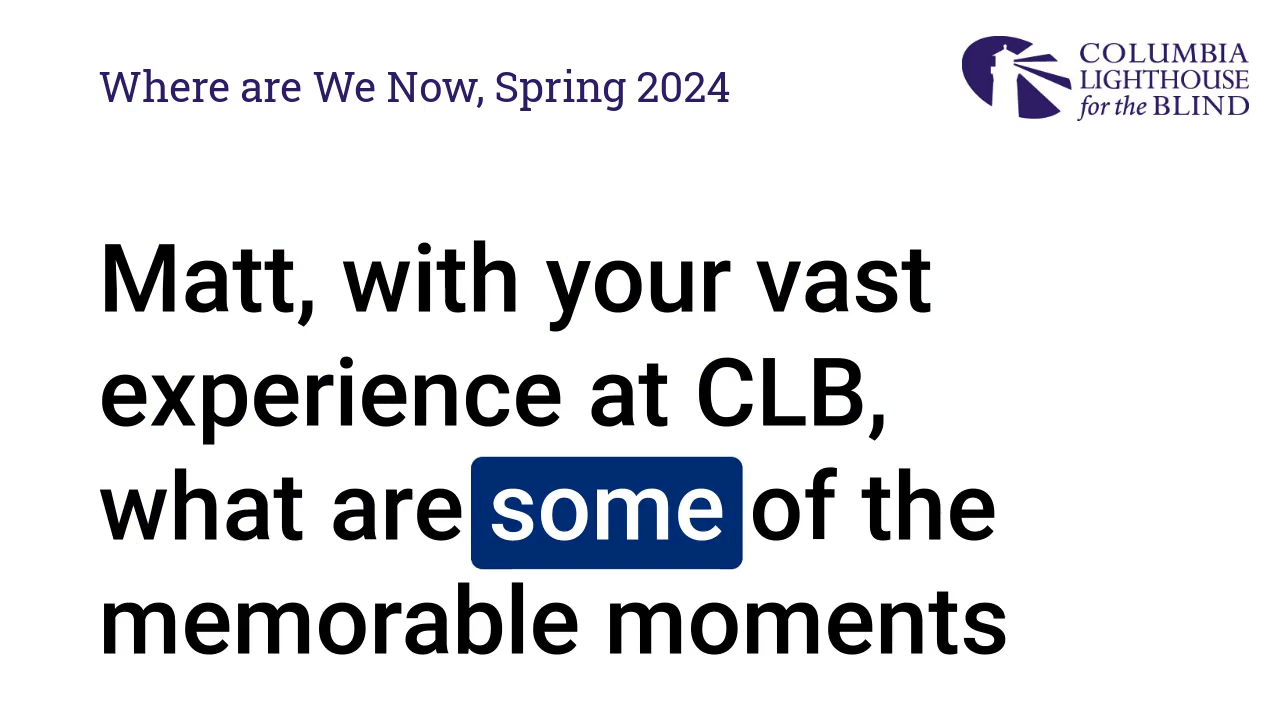 Where are We Now, Spring 2024
COLUMBIA
LIGHTHOUSE
for the BLIND
Matt, with your vast
experience at CLB,
what are some of the
memorable moments